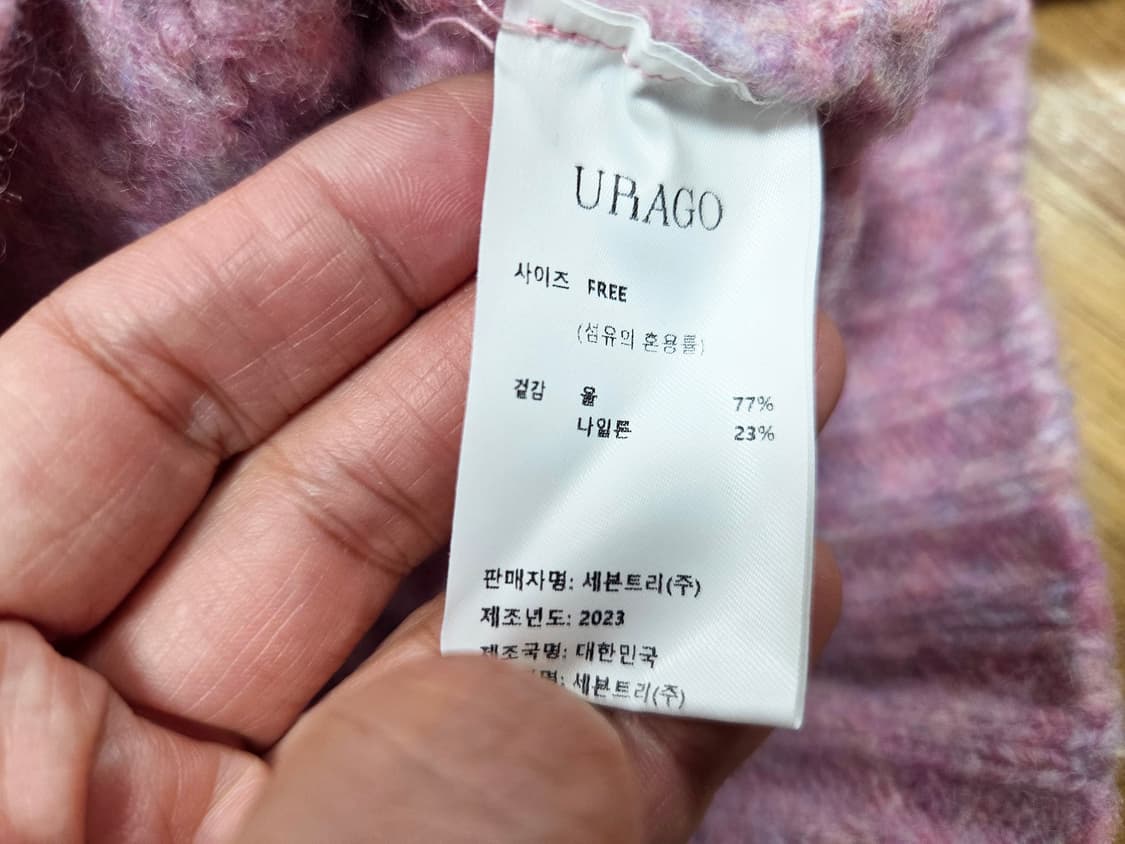 URAGO
사이즈 FREE
(섬유의 혼용률)
겉감 울 77%
나일론 23%
판매자명: 세븐트리(주)
제조년도: 2023
제조국명: 대한민국
명: 세븐트리(주)